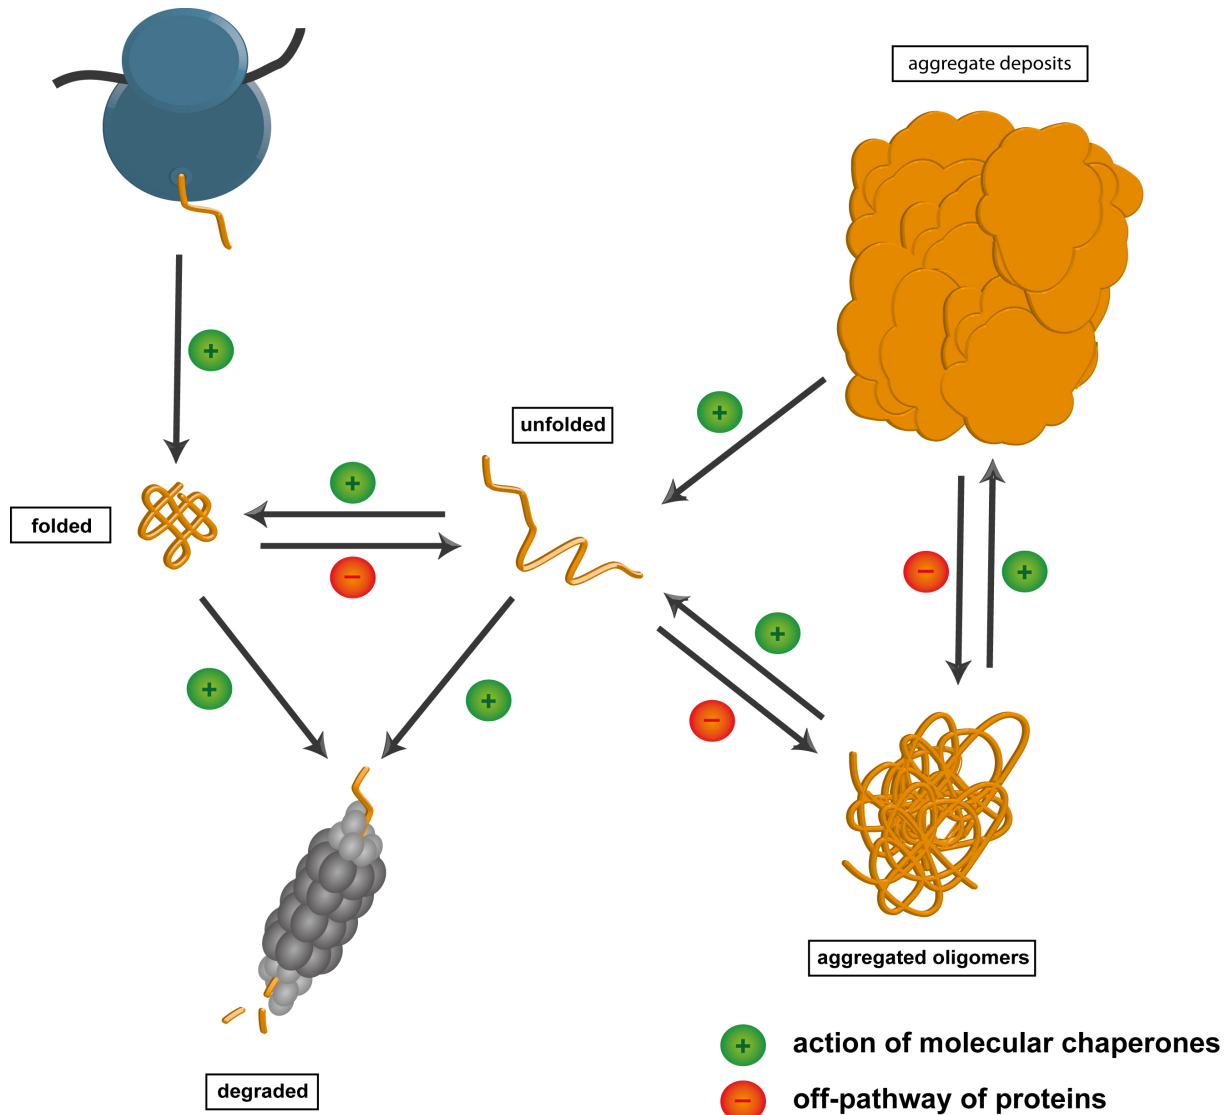 aggregate deposits
+
+
unfolded
+
folded
−
−
+
+
+
+
−
aggregated oligomers
+ action of molecular chaperones
degraded
− off-pathway of proteins